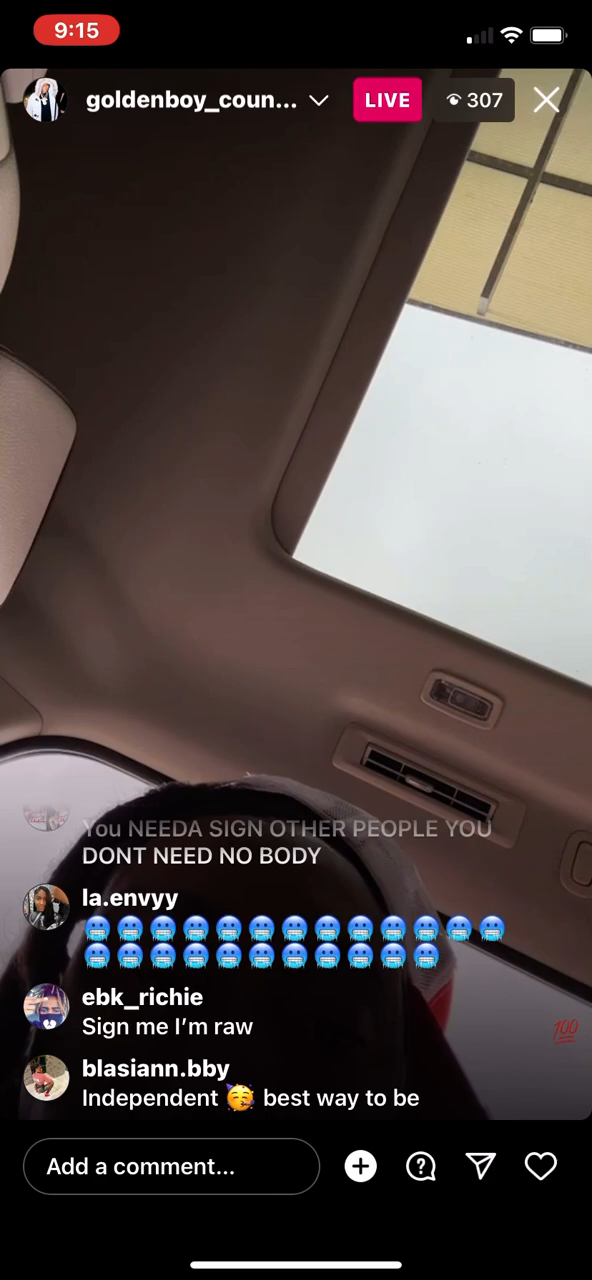 9:15
goldenboy_coun...
LIVE
307
You NEEDA SIGN OTHER PEOPLE YOU
DONT NEED NO BODY
la.envyy
🥶🥶🥶🥶🥶🥶🥶🥶🥶🥶🥶🥶🥶
🥶🥶🥶🥶🥶🥶🥶🥶🥶🥶🥶
ebk_richie
Sign me I'm raw
💯
blasiann.bby
Independent 🥳 best way to be
Add a comment...